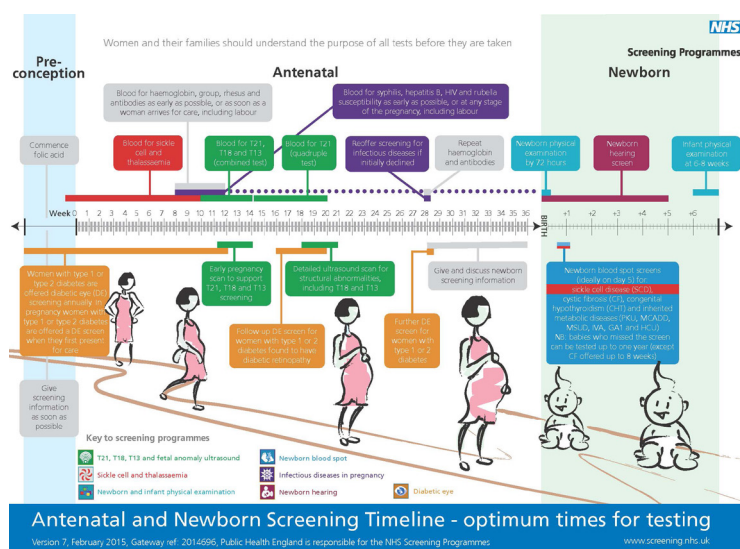 NHS
Women and their families should understand the purpose of all tests before they are taken
Screening Programmes
Pre-
conception
Antenatal
Newborn
Blood for haemoglobin, group, rhesus and
antibodies as early as possible, or as soon as a
woman arrives for care, including labour
Blood for syphilis, hepatitis B, HIV and rubella
susceptibility as early as possible, or at any stage
of the pregnancy, including labour
Commence
folic acid
Blood for sickle
cell and
thalassaemia
Blood for T21,
T18 and T13
(combined test)
Blood for T21
(quadruple
test)
Reoffer screening for
infectious diseases if
initially declined
Repeat
haemoglobin
and antibodies
Newborn physical
examination
by 72 hours
Newborn
hearing
screen
Infant physical
examination
at 6-8 weeks
Week 0 1 2 3 4 5 6 7 8 9 10 11 12 13 14 15 16 17 18 19 20 21 22 23 24 25 26 27 28 29 30 31 32 33 34 35 36
BIRTH
+1 +2 +3 +4 +5 +6
Women with type 1 or
type 2 diabetes are
offered diabetic eye (DE)
screening annually. In
pregnancy women with
type 1 or type 2 diabetes
are offered a DE screen
when they first present
for care
Early pregnancy
scan to support
T21, T18 and T13
screening
Detailed ultrasound scan for
structural abnormalities,
including T18 and T13
Give and discuss newborn
screening information
Follow up DE screen for
women with type 1 or 2
diabetes found to have
diabetic retinopathy
Further DE
screen for
women with
type 1 or 2
diabetes
Newborn blood spot screens
(ideally on day 5) for
sickle cell disease (SCD),
cystic fibrosis (CF), congenital
hypothyroidism (CHT) and inherited
metabolic diseases (PKU, MCADD,
MSUD, IVA, GA1 and HCU)
NB: babies who missed the screen
can be tested up to one year (except
CF offered up to 8 weeks)
Give
screening
information
as soon as
possible
Key to screening programmes
T21, T18, T13 and fetal anomaly ultrasound
Newborn blood spot
Sickle cell and thalassaemia
Infectious diseases in pregnancy
Newborn and infant physical examination
Newborn hearing
Diabetic eye
Antenatal and Newborn Screening Timeline - optimum times for testing
Version 7, February 2015, Gateway ref: 2014696, Public Health England is responsible for the NHS Screening Programmes
www.screening.nhs.uk